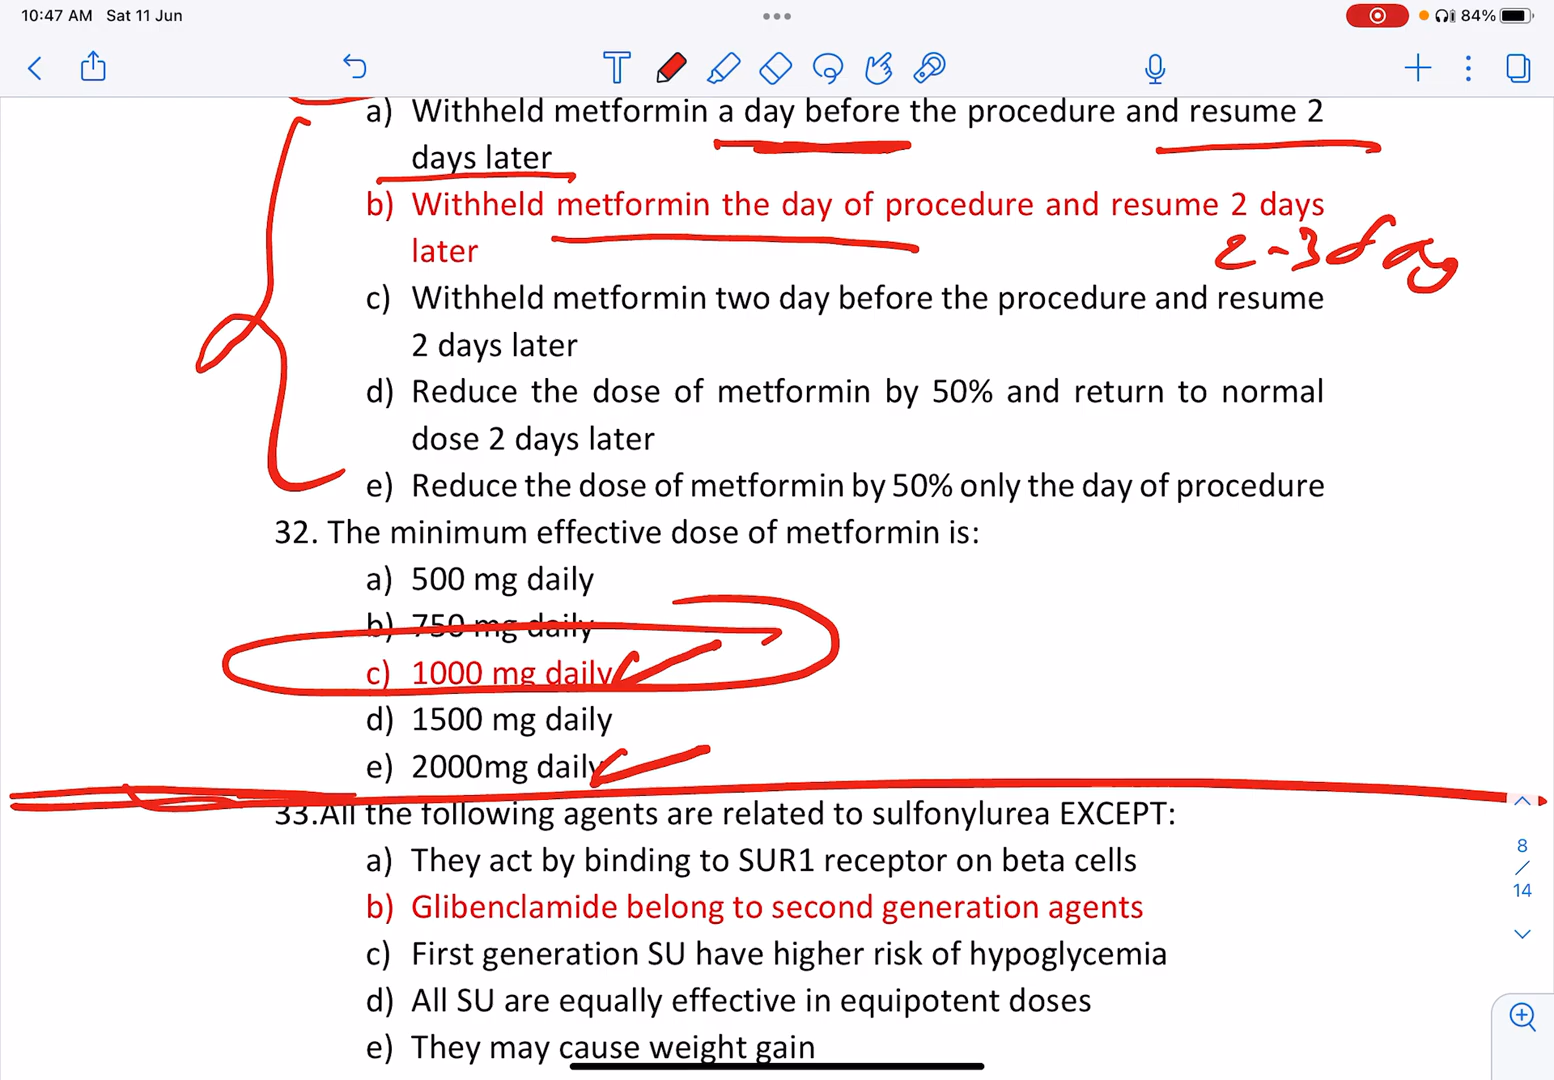 10:47 AM Sat 11 Jun
84%
a) Withheld metformin a day before the procedure and resume 2
days later
b) Withheld metformin the day of procedure and resume 2 days
later
2-3 day
c) Withheld metformin two day before the procedure and resume
2 days later
d) Reduce the dose of metformin by 50% and return to normal
dose 2 days later
e) Reduce the dose of metformin by 50% only the day of procedure
32. The minimum effective dose of metformin is:
a) 500 mg daily
b) 750 mg daily
c) 1000 mg daily
d) 1500 mg daily
e) 2000mg daily
33.All the following agents are related to sulfonylurea EXCEPT:
a) They act by binding to SUR1 receptor on beta cells
8
/
14
b) Glibenclamide belong to second generation agents
c) First generation SU have higher risk of hypoglycemia
d) All SU are equally effective in equipotent doses
e) They may cause weight gain